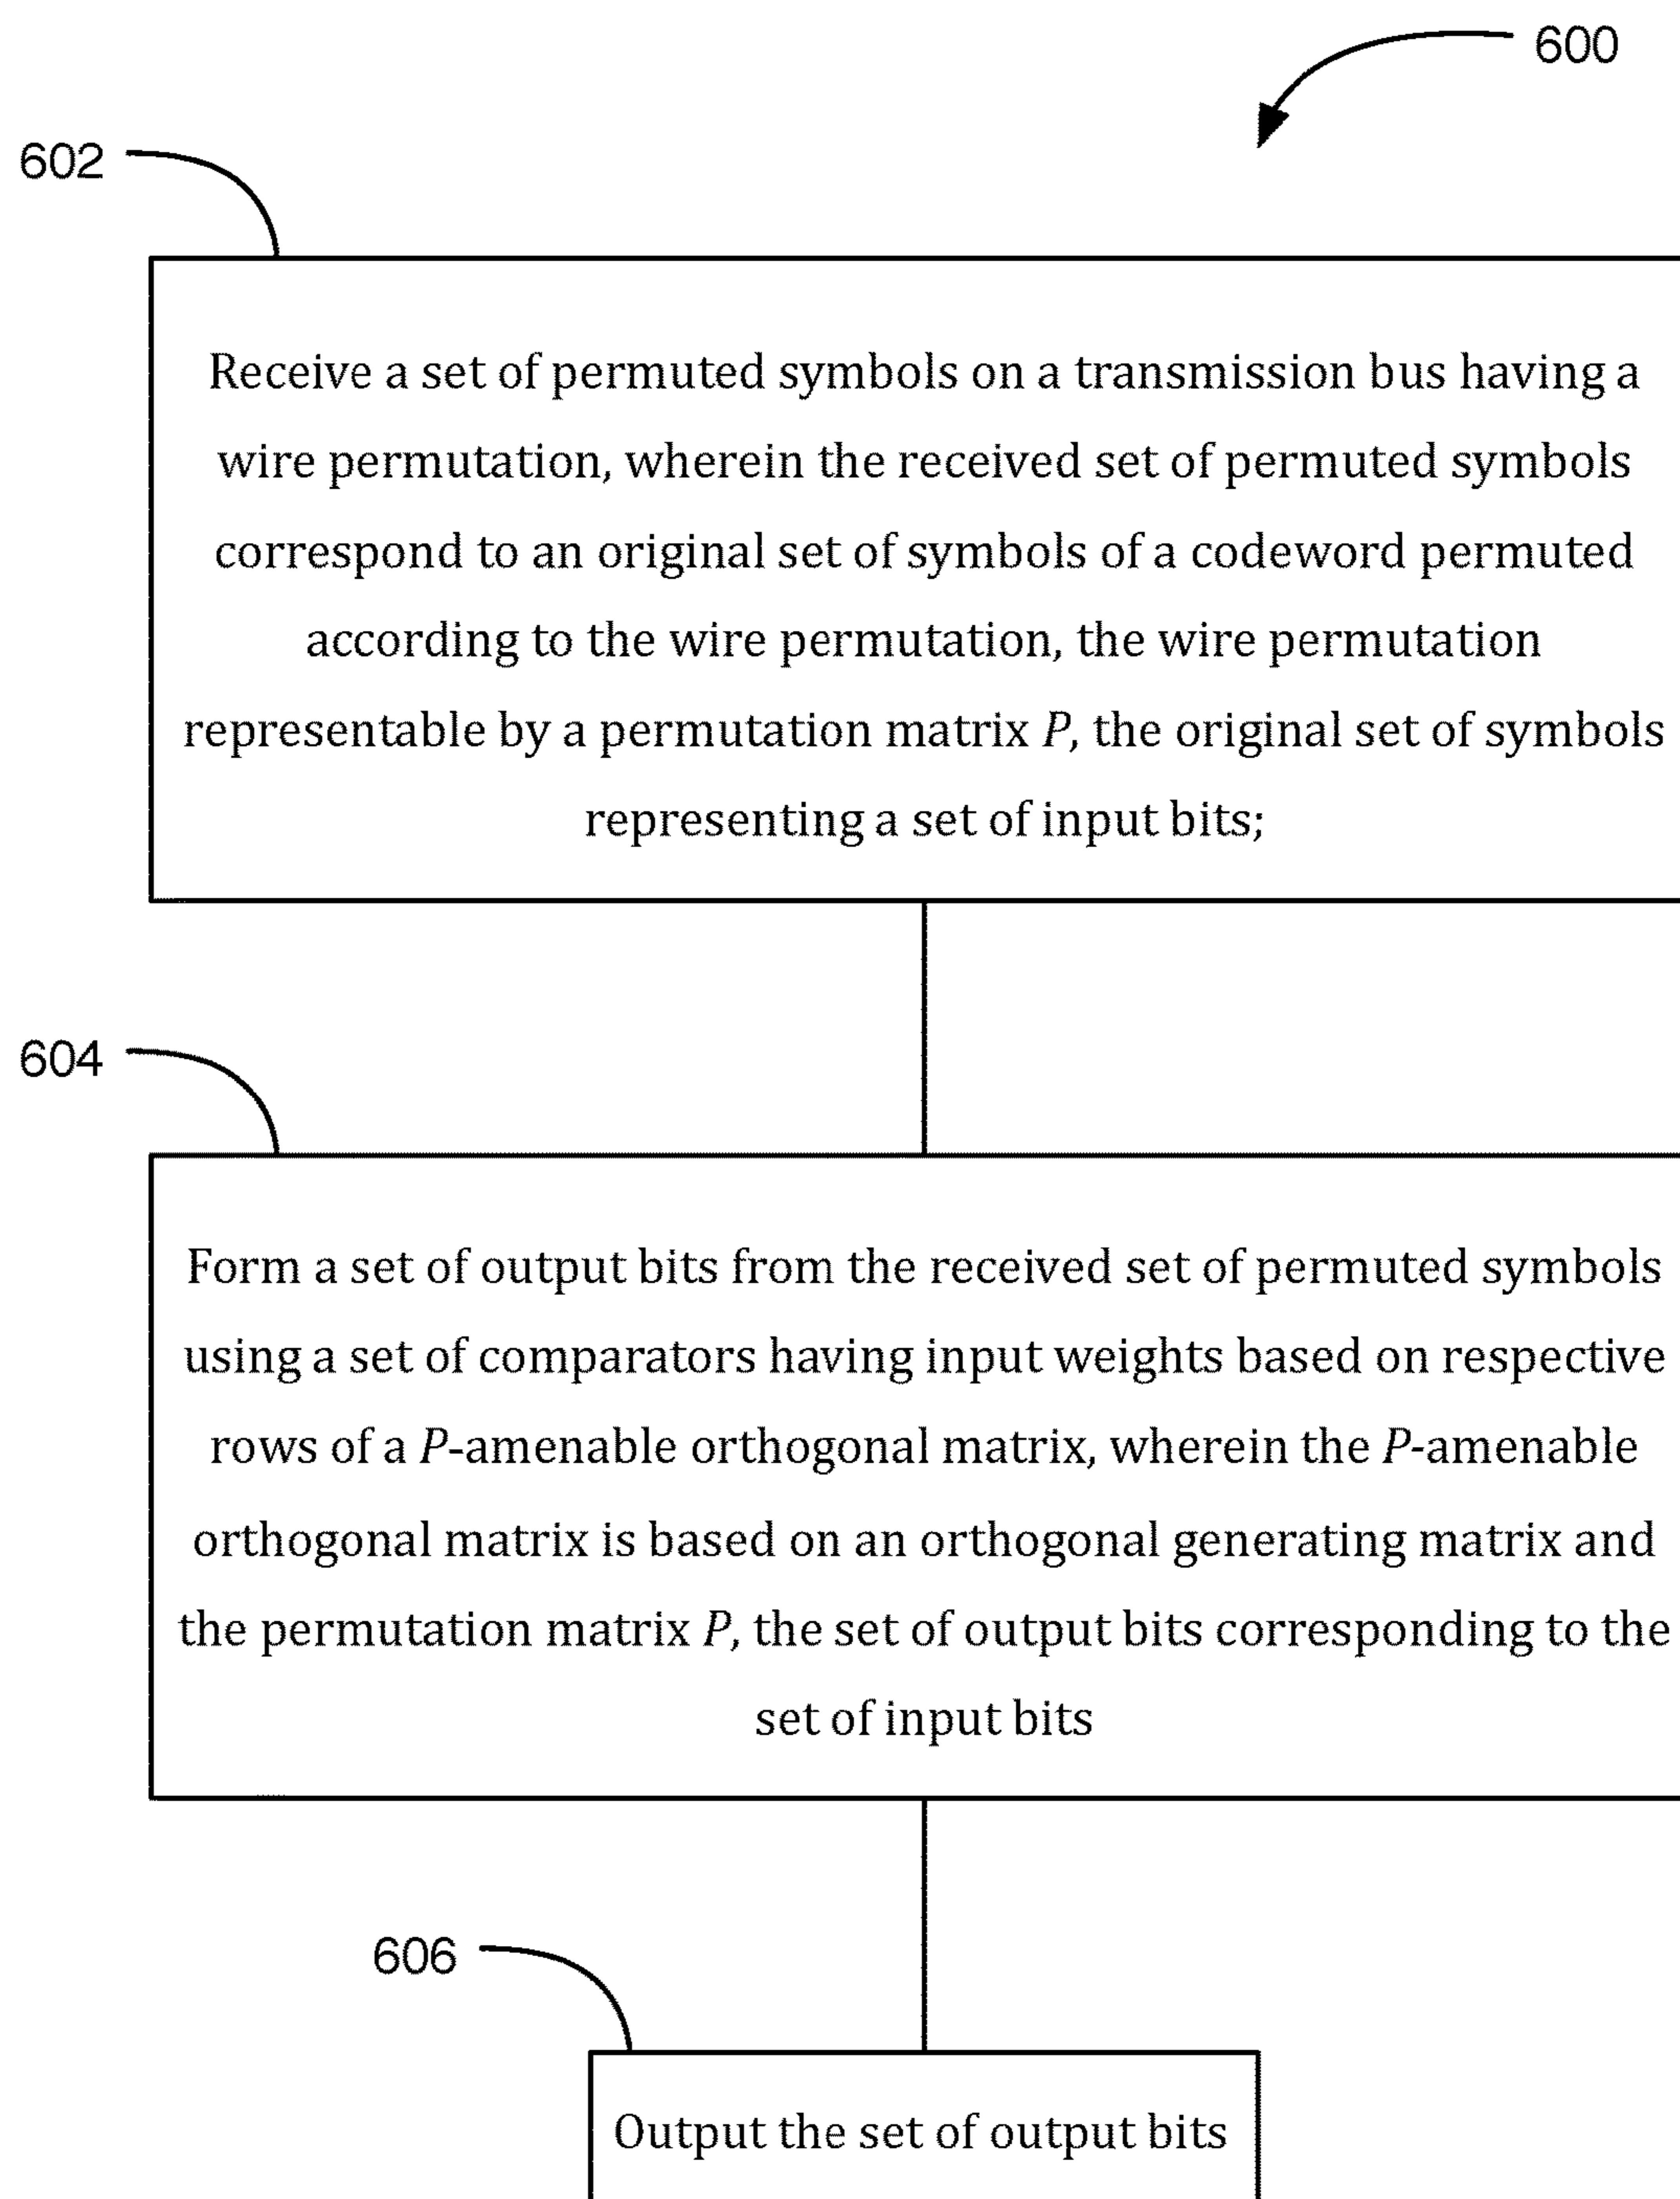 600
602
Receive a set of permuted symbols on a transmission bus having a
wire permutation, wherein the received set of permuted symbols
correspond to an original set of symbols of a codeword permuted
according to the wire permutation, the wire permutation
representable by a permutation matrix P, the original set of symbols
representing a set of input bits;
604
Form a set of output bits from the received set of permuted symbols
using a set of comparators having input weights based on respective
rows of a P-amenable orthogonal matrix, wherein the P-amenable
orthogonal matrix is based on an orthogonal generating matrix and
the permutation matrix P, the set of output bits corresponding to the
set of input bits
606
Output the set of output bits